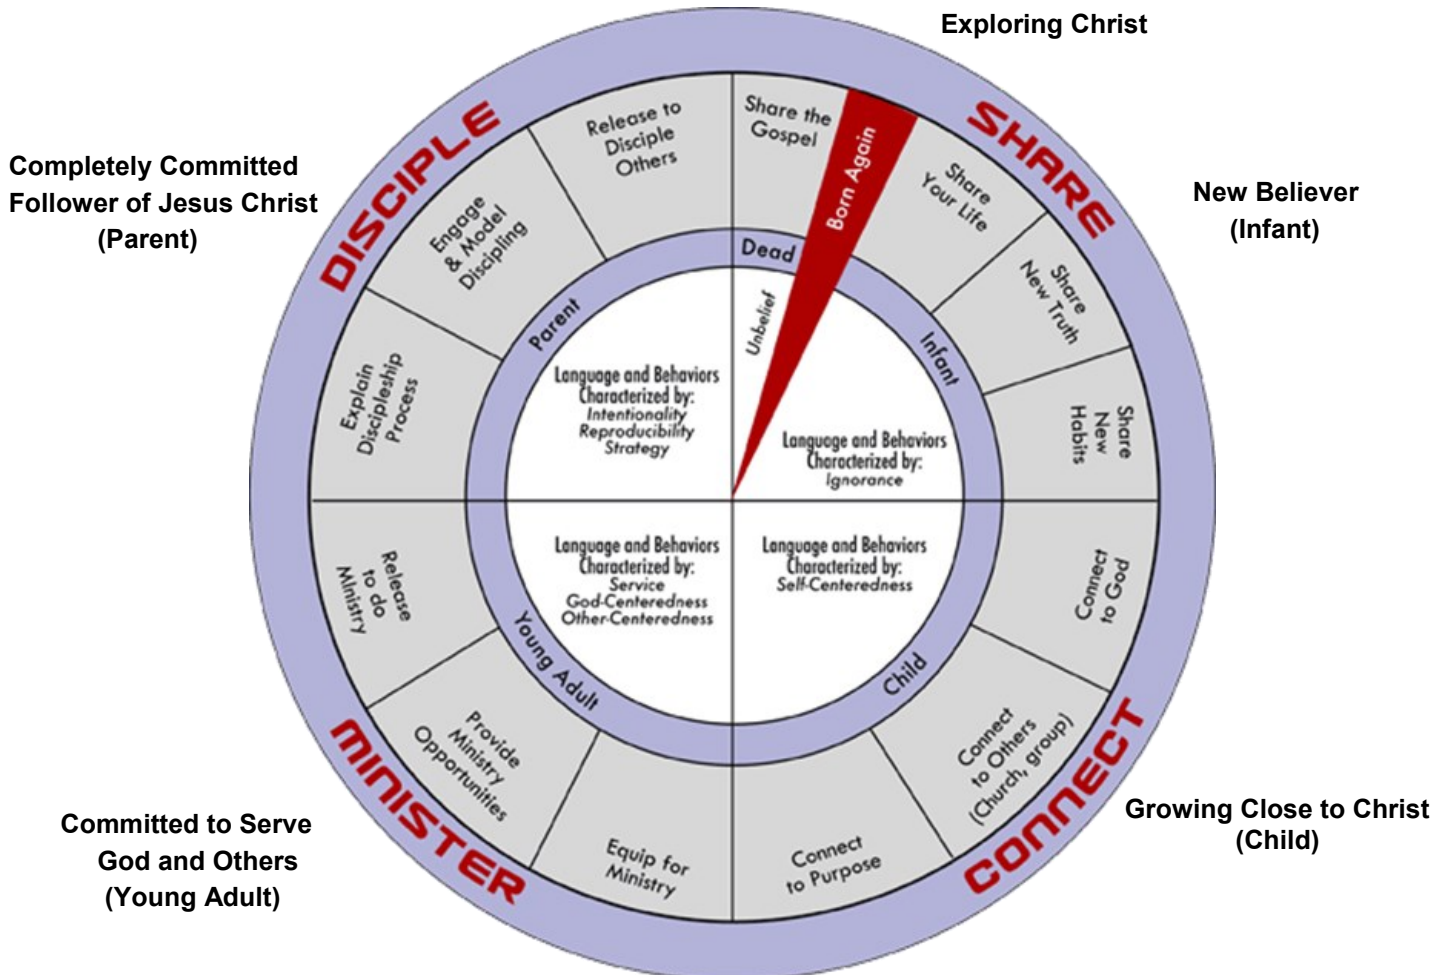 Exploring Christ
SHARE
New Believer
(Infant)
Share the
Gospel
Born Again
Share
Your Life
Share
New Truth
Share
New
Habits
Dead
Unbelief
Infant
Language and Behaviors
Characterized by:
Ignorance
CONNECT
Growing Close to Christ
(Child)
Connect
to God
Connect
to Others
(Church, group)
Connect
to Purpose
Child
Language and Behaviors
Characterized by:
Self-Centeredness
MINISTER
Committed to Serve
God and Others
(Young Adult)
Equip for
Ministry
Provide
Ministry
Opportunities
Release
to do
MInistry
Young Adult
Language and Behaviors
Characterized by:
Service
God-Centeredness
Other-Centeredness
DISCIPLE
Completely Committed
Follower of Jesus Christ
(Parent)
Explain
Discipleship
Process
Engage
& Model
Discipling
Release to
Disciple
Others
Parent
Language and Behaviors
Characterized by:
Intentionality
Reproducibility
Strategy